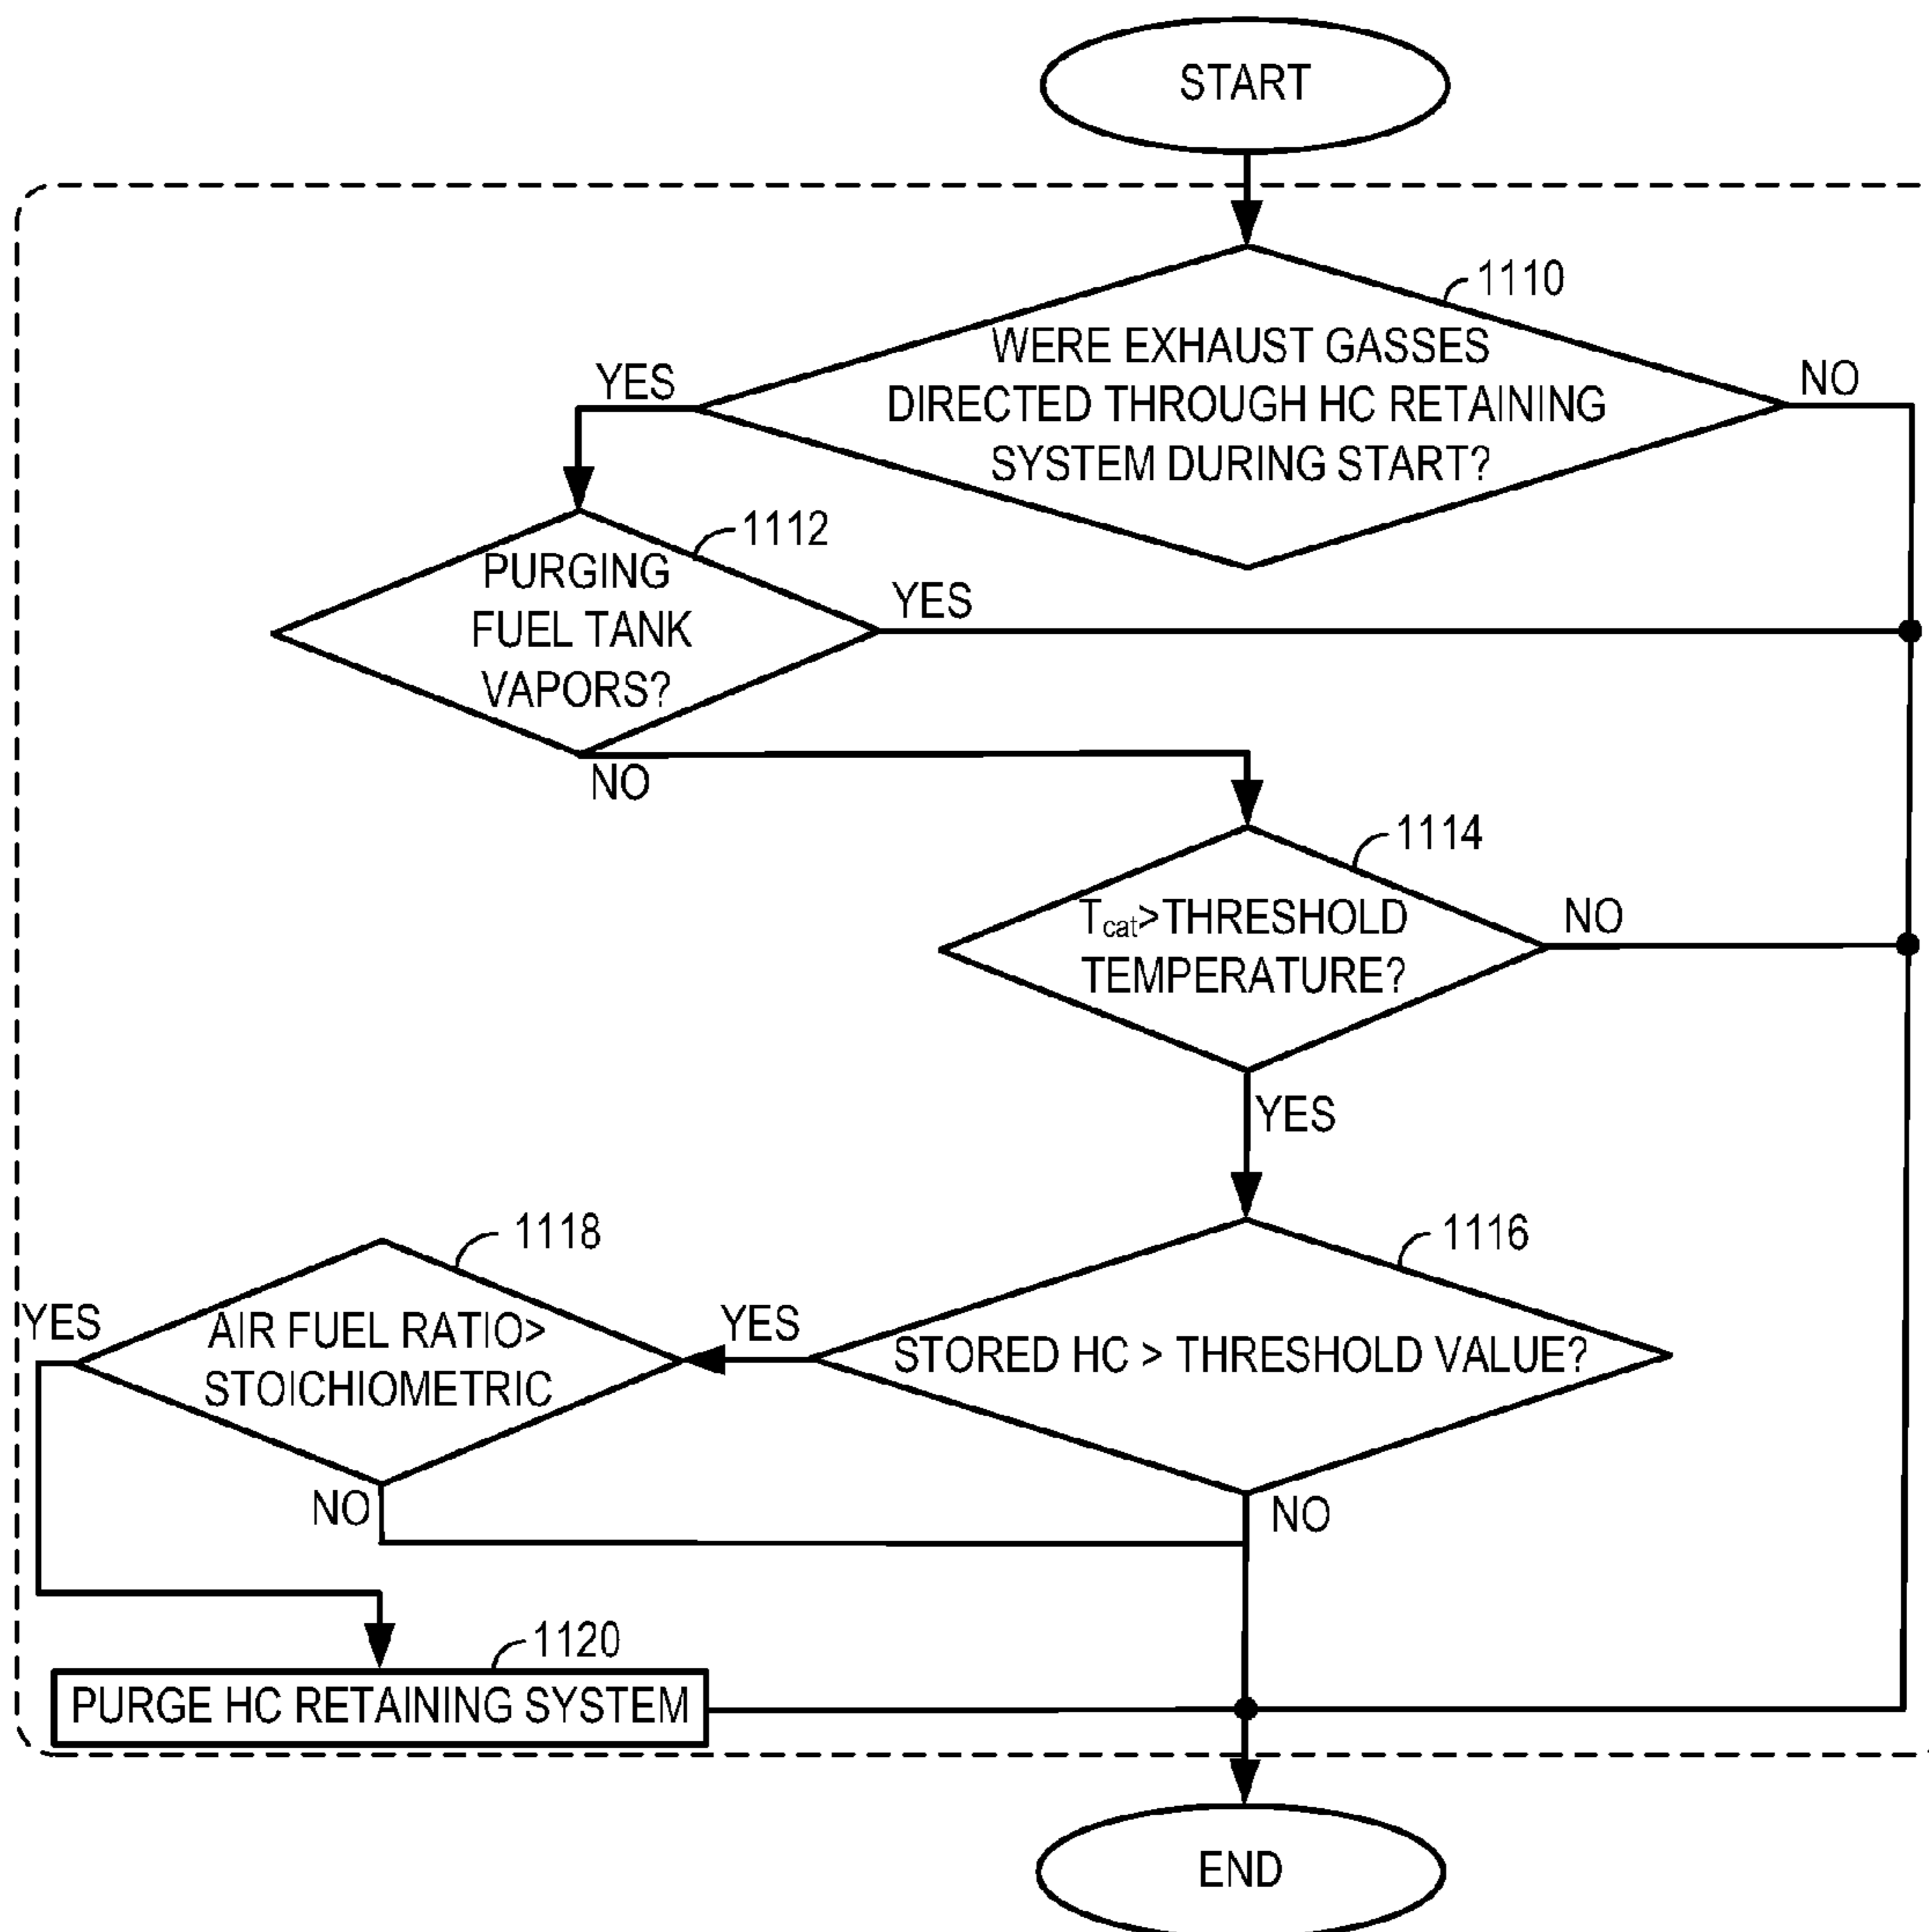 START
1110
WERE EXHAUST GASSES
DIRECTED THROUGH HC RETAINING
SYSTEM DURING START?
YES
NO
1112
PURGING
FUEL TANK
VAPORS?
YES
NO
1114
Tcat>THRESHOLD
TEMPERATURE?
NO
YES
1116
STORED HC > THRESHOLD VALUE?
YES
NO
1118
AIR FUEL RATIO>
STOICHIOMETRIC
YES
NO
1120
PURGE HC RETAINING SYSTEM
END